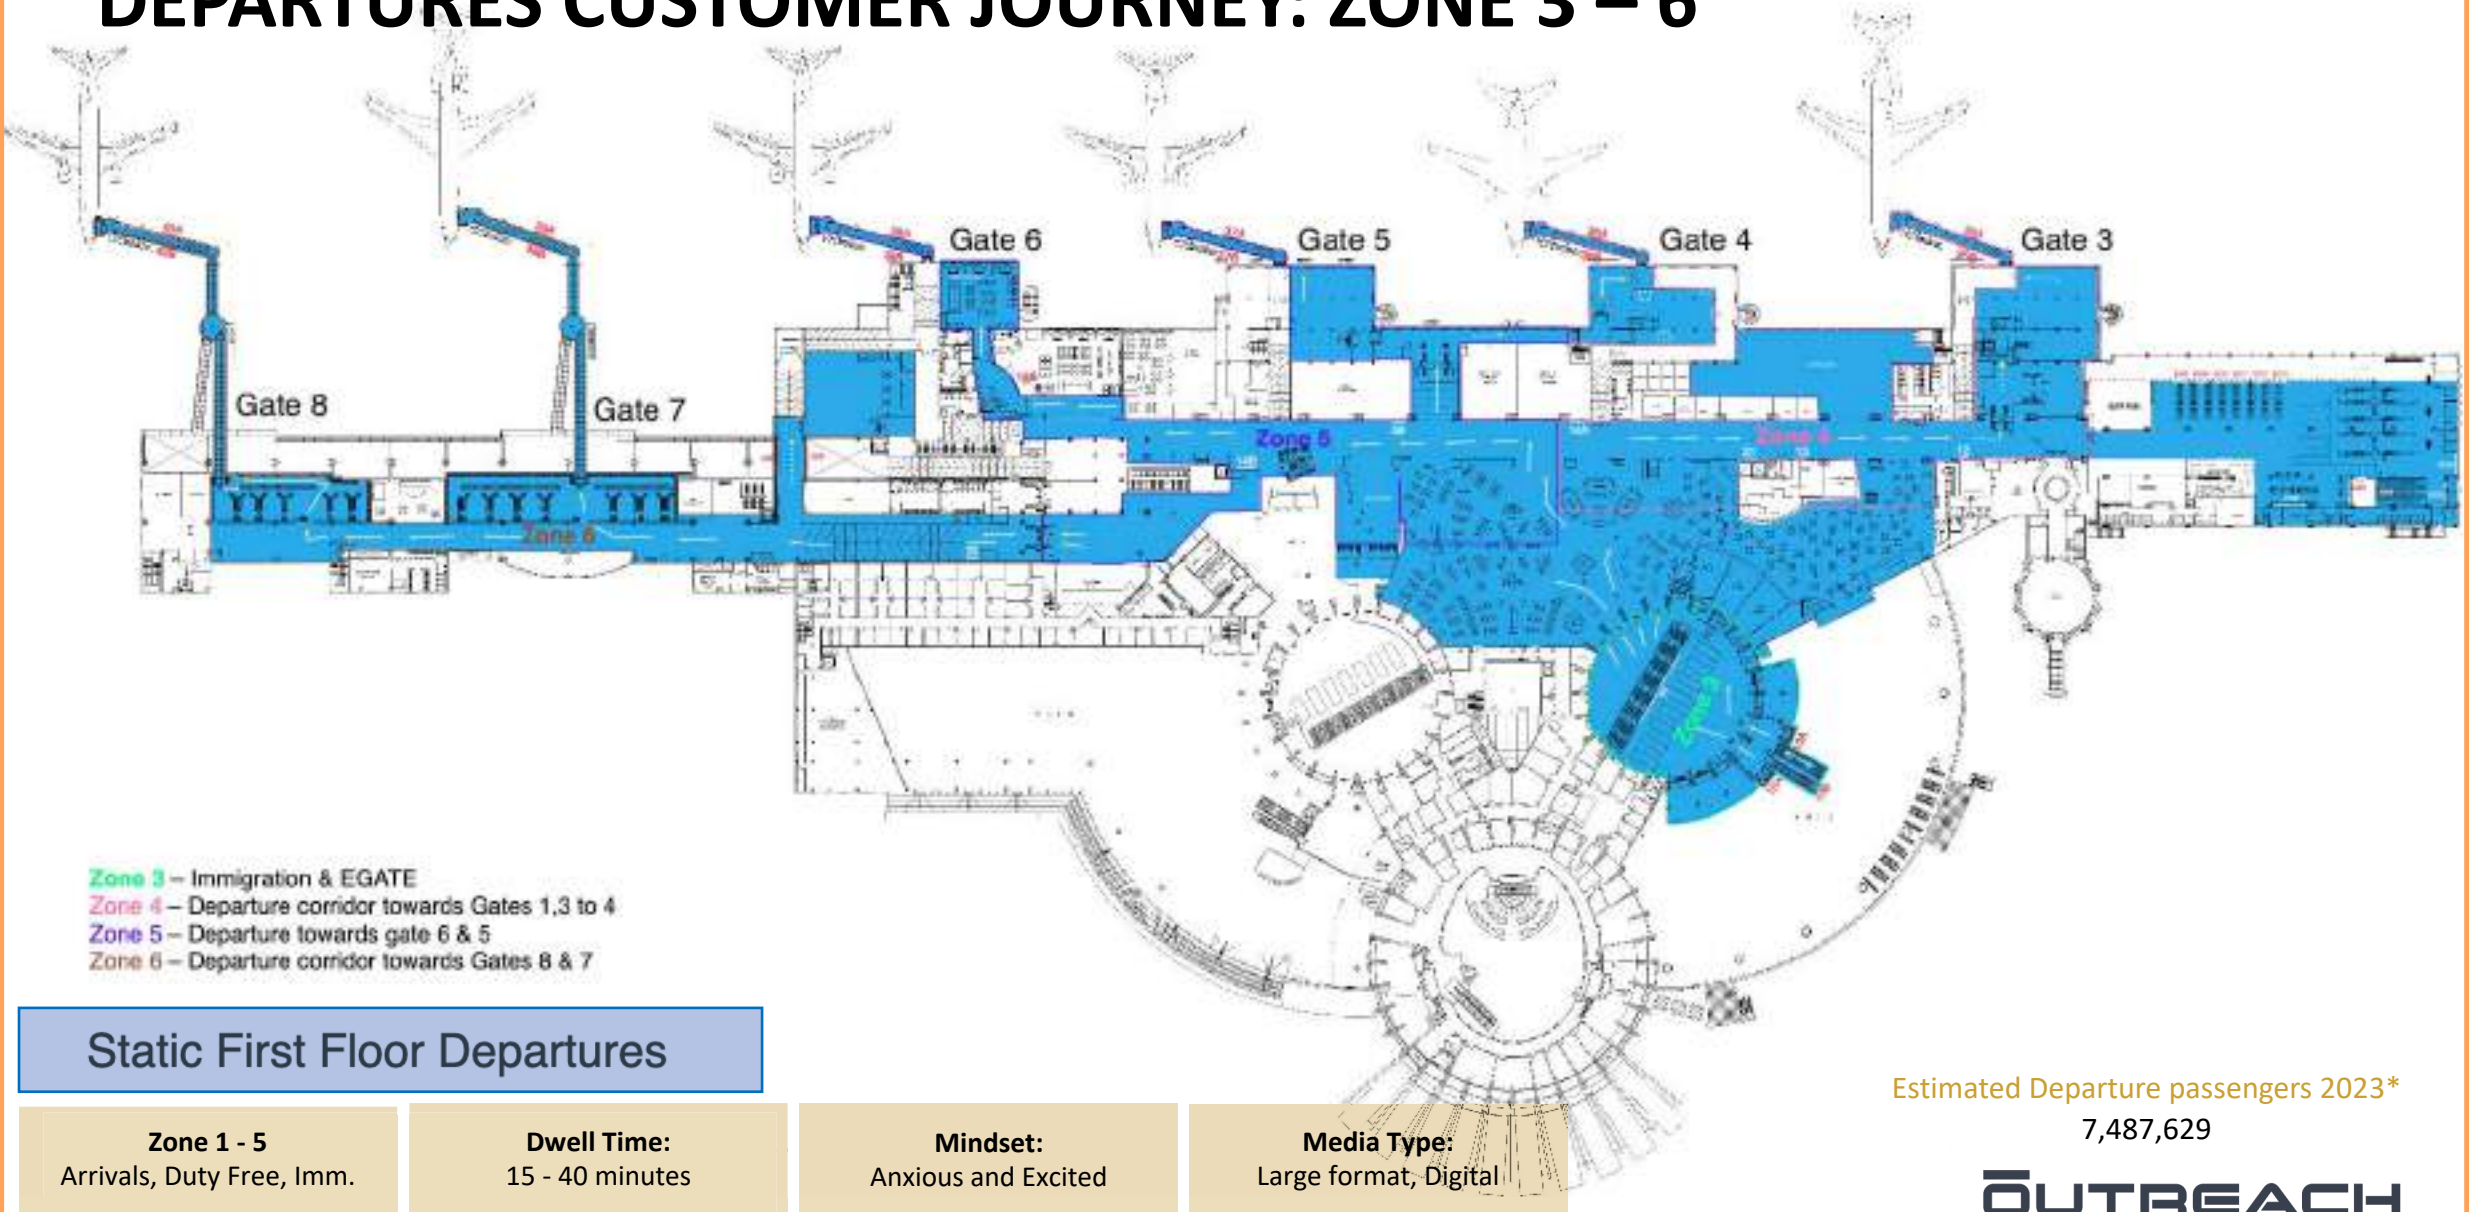 DEPARTURES CUSTOMER JOURNEY: ZONE 3 – 6
Gate 6
Gate 5
Gate 4
Gate 3
Gate 8
Gate 7
Zone 5
Zone 4
Zone 6
Zone 3
Zone 3 – Immigration & EGATE
Zone 4 – Departure corridor towards Gates 1,3 to 4
Zone 5 – Departure towards gate 6 & 5
Zone 6 – Departure corridor towards Gates 8 & 7
Static First Floor Departures
Estimated Departure passengers 2023*
7,487,629
Zone 1 - 5
Arrivals, Duty Free, Imm.
Dwell Time:
15 - 40 minutes
Mindset:
Anxious and Excited
Media Type:
Large format, Digital
OUTREACH